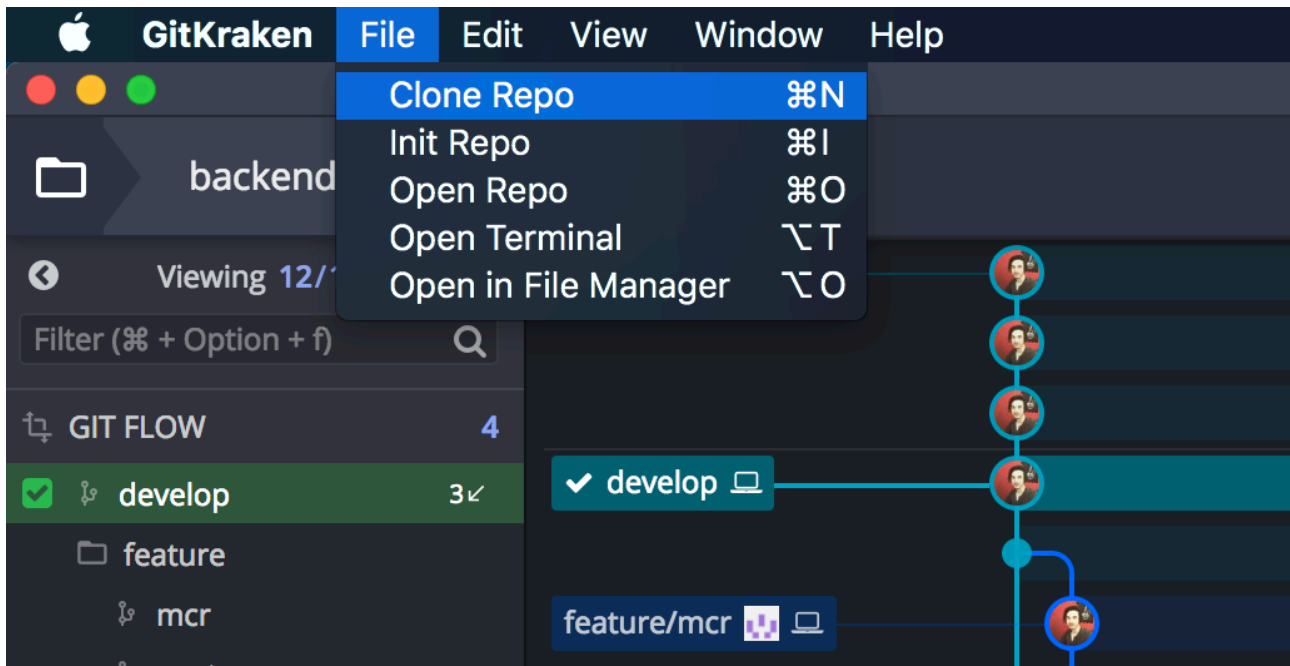 GitKraken File Edit View Window Help
Clone Repo ⌘N
Init Repo ⌘I
Open Repo ⌘O
Open Terminal ⌥T
Open in File Manager ⌥O
backend
Viewing 12/
Filter (⌘ + Option + f)
GIT FLOW 4
develop 3↙
feature
mcr
develop
feature/mcr